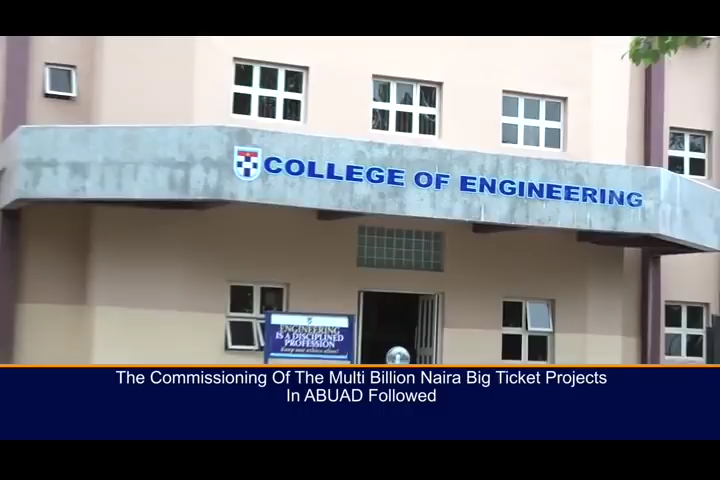 COLLEGE OF ENGINEERING
ENGINEERING
IS A DISCIPLINED
PROFESSION
The Commissioning Of The Multi Billion Naira Big Ticket Projects
In ABUAD Followed